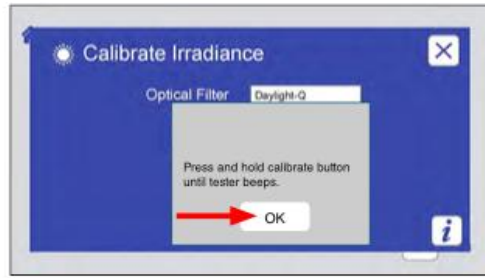 Calibrate Irradiance
Optical Filter Daylight-Q
Press and hold calibrate button
until tester beeps.
OK
i